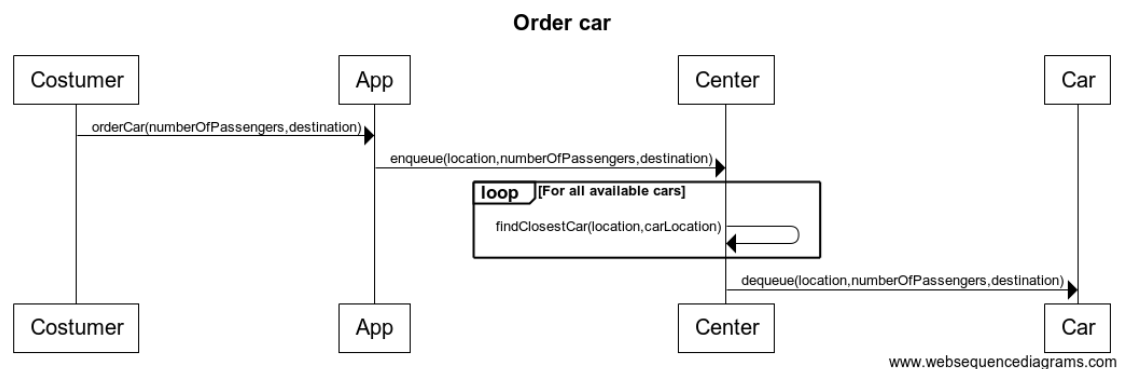 Order car
Costumer App Center Car
orderCar(numberOfPassengers,destination)
enqueue(location,numberOfPassengers,destination)
loop [For all available cars]
findClosestCar(location,carLocation)
dequeue(location,numberOfPassengers,destination)
Costumer App Center Car
www.websequencediagrams.com